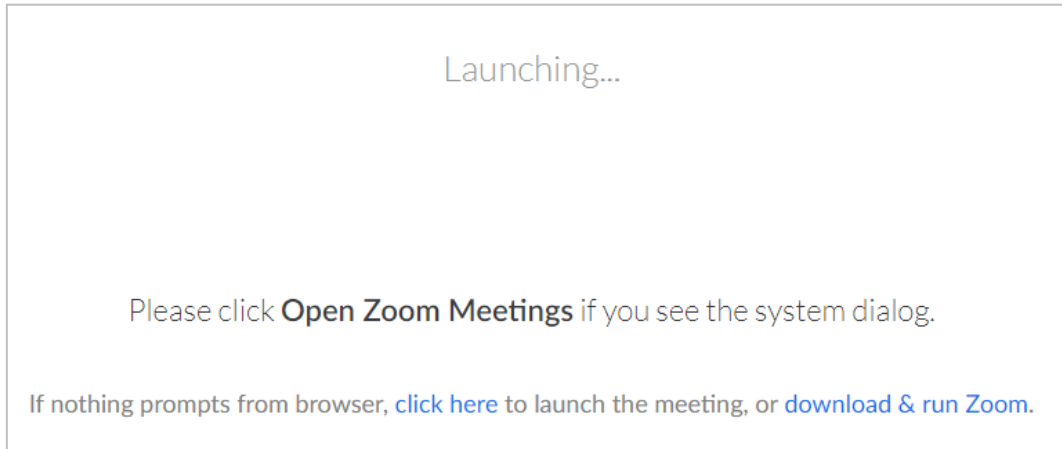 Launching...
Please click Open Zoom Meetings if you see the system dialog.
If nothing prompts from browser, click here to launch the meeting, or download & run Zoom.